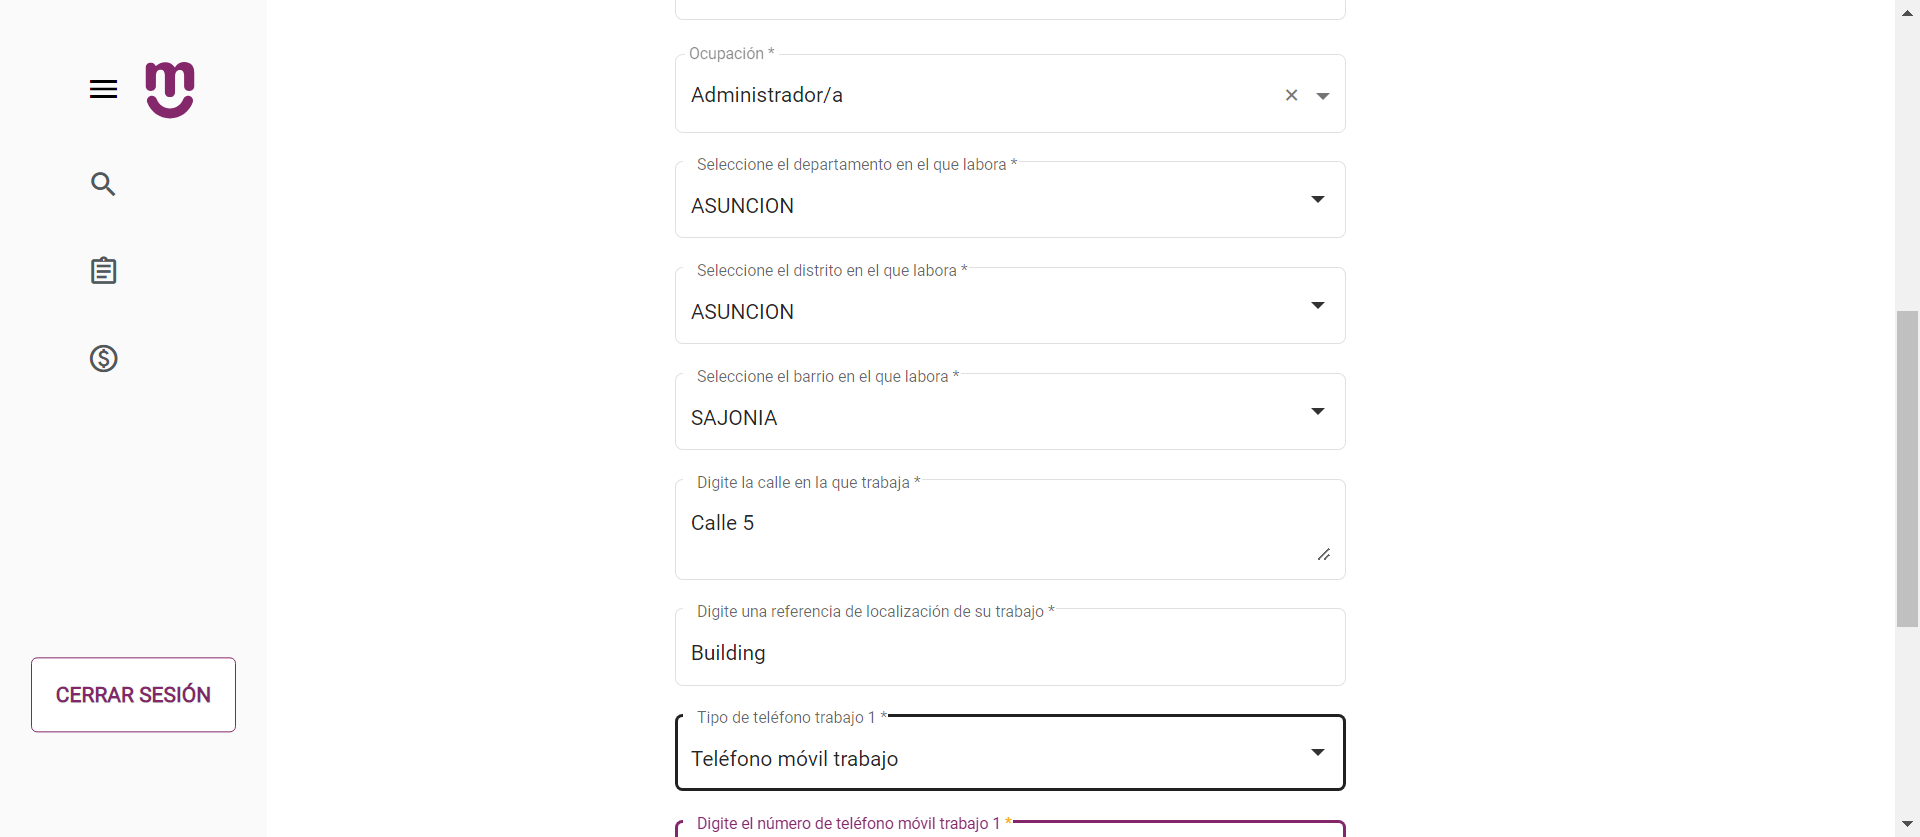 Ocupación *
Administrador/a
Seleccione el departamento en el que labora *
ASUNCION
Seleccione el distrito en el que labora *
ASUNCION
Seleccione el barrio en el que labora *
SAJONIA
Digite la calle en la que trabaja *
Calle 5
Digite una referencia de localización de su trabajo *
Building
CERRAR SESIÓN
Tipo de teléfono trabajo 1 *
Teléfono móvil trabajo
Digite el número de teléfono móvil trabajo 1 *